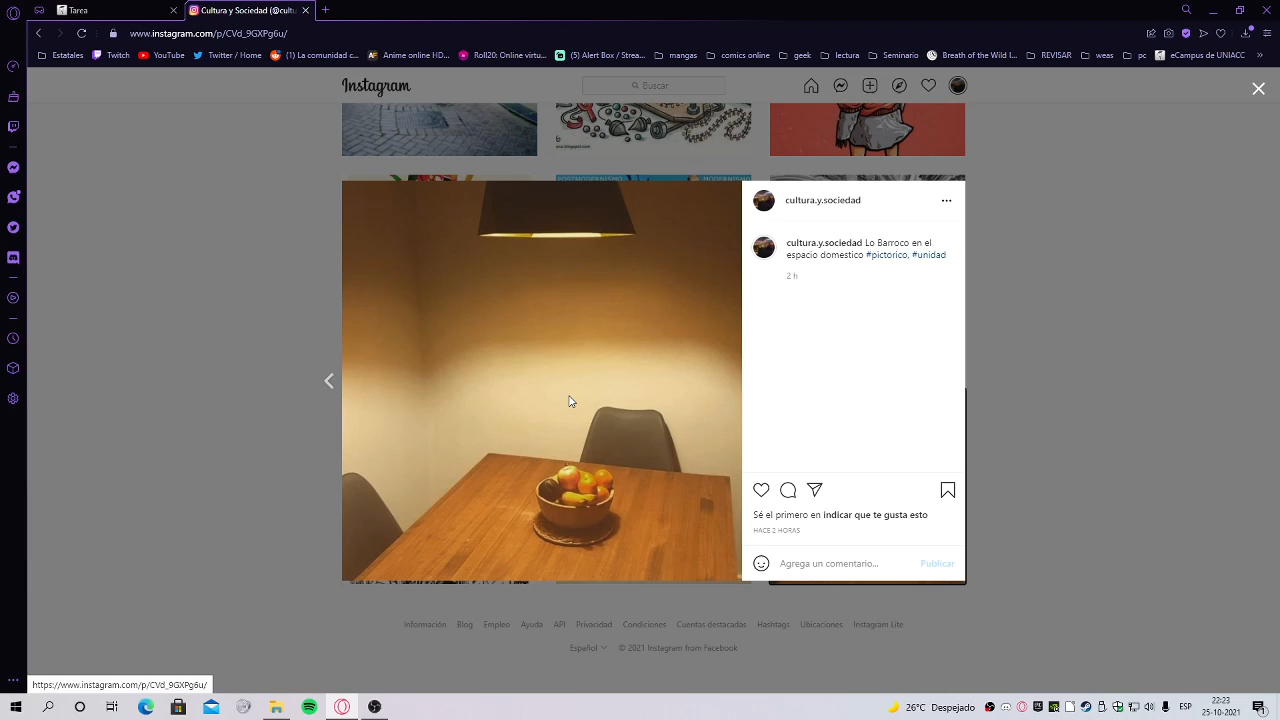 Tarea
Cultura y Sociedad (@cultu
www.instagram.com/p/CVd_9GXPg6u/
Estatales
Twitch
YouTube
Twitter / Home
(1) La comunidad c...
Anime online HD...
Roll20: Online virtu...
(5) Alert Box / Strea...
mangas
comics online
geek
lectura
Seminario
Breath of the Wild I...
REVISAR
weas
pc
eCampus de UNIACC
Instagram
Buscar
POSTMODERNISMO
MODERNISMO
cultura.y.sociedad
cultura.y.sociedad Lo Barroco en el
espacio domestico #pictorico, #unidad
2 h
Sé el primero en indicar que te gusta esto
HACE 2 HORAS
Agrega un comentario...
Publicar
Información
Blog
Empleo
Ayuda
API
Privacidad
Condiciones
Cuentas destacadas
Hashtags
Ubicaciones
Instagram Lite
Español
© 2021 Instagram from Facebook
https://www.instagram.com/p/CVd_9GXPg6u/
26°C Despejado
ESP
22:23
25-10-2021